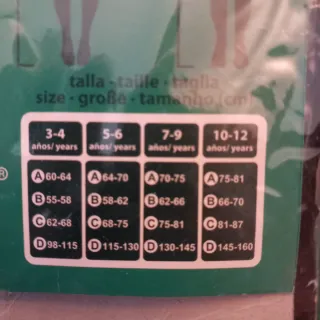 talla · taille · taglia
size · große · tamanho (cm)
3-4 5-6 7-9 10-12
años/ years años/ years años/ years años/ years
A 60-64 A 64-70 A 70-75 A 75-81
B 55-58 B 58-62 B 62-66 B 66-70
C 62-68 C 68-75 C 75-81 C 81-87
D 98-115 D 115-130 D 130-145 D 145-160
®